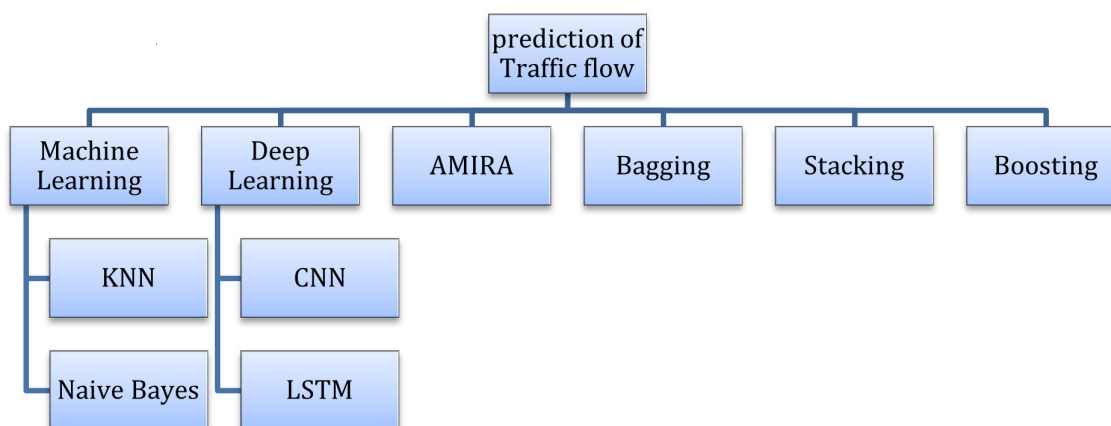 prediction of
Traffic flow
Machine
Learning
Deep
Learning
AMIRA
Bagging
Stacking
Boosting
KNN
CNN
Naive Bayes
LSTM